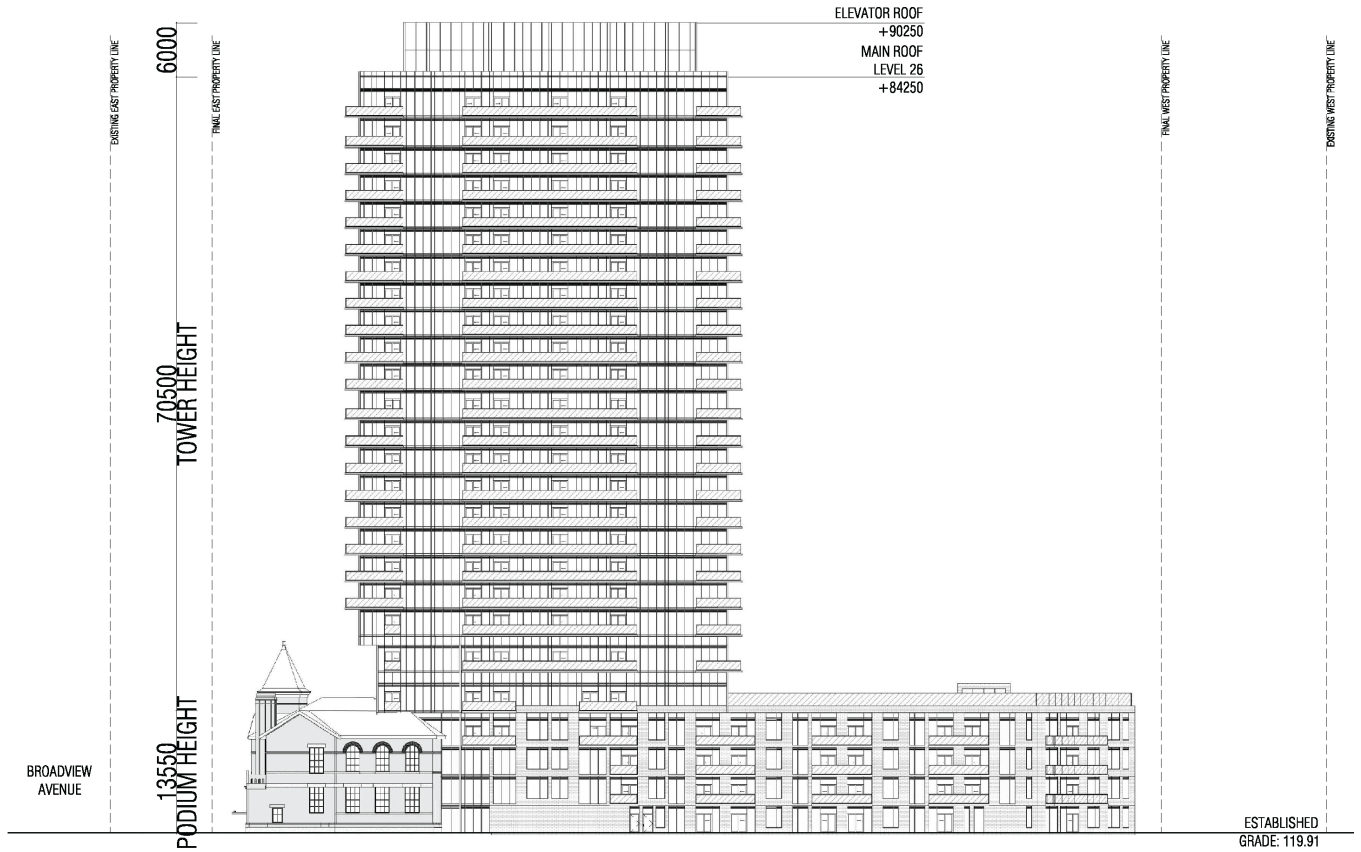 ELEVATOR ROOF
+90250
MAIN ROOF
LEVEL 26
+84250
6000
EXISTING EAST PROPERTY LINE
FINAL EAST PROPERTY LINE
FINAL WEST PROPERTY LINE
EXISTING WEST PROPERTY LINE
70500
TOWER HEIGHT
13550
PODIUM HEIGHT
BROADVIEW
AVENUE
ESTABLISHED
GRADE: 119.91